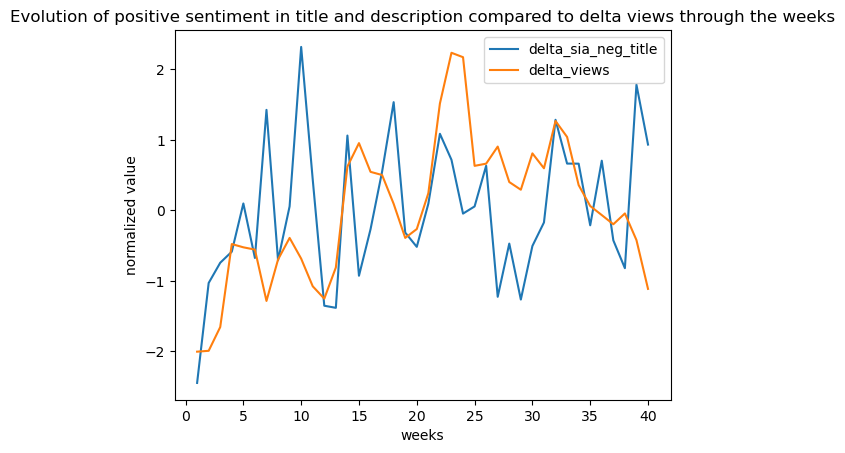 Evolution of positive sentiment in title and description compared to delta views through the weeks
delta_sia_neg_title
delta_views
normalized value
2
1
0
−1
−2
0 5 10 15 20 25 30 35 40
weeks